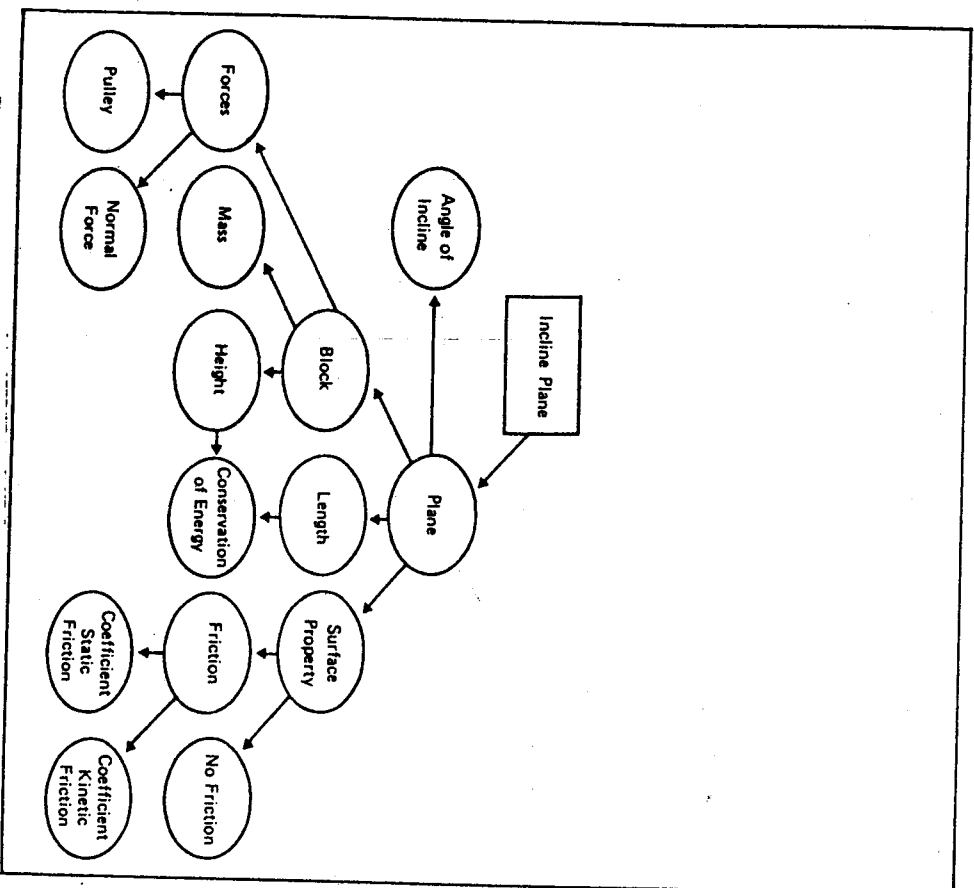 Incline Plane
Angle of
Incline
Plane
Block
Length
Surface
Property
Forces
Mass
Height
Conservation
of Energy
Friction
No Friction
Pulley
Normal
Force
Coefficient
Static
Friction
Coefficient
Kinetic
Friction